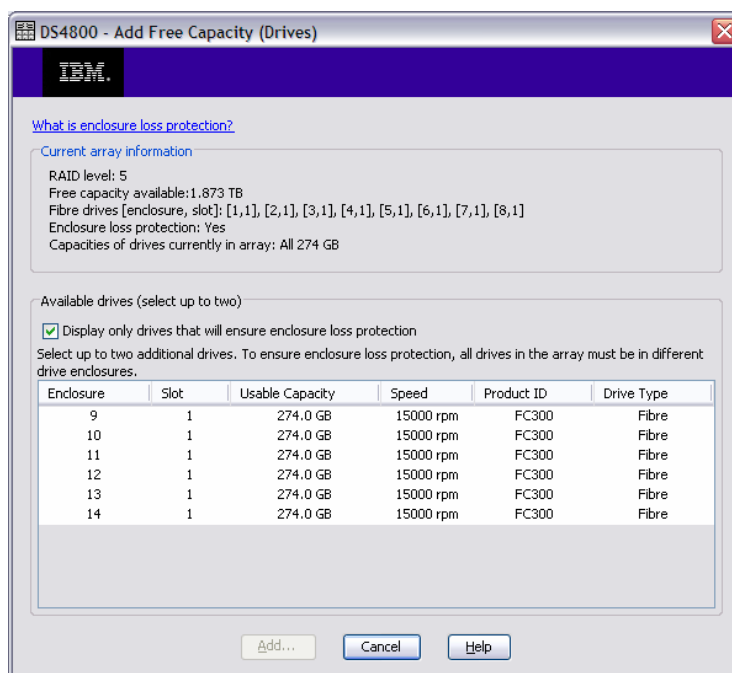 DS4800 - Add Free Capacity (Drives)
IBM.
What is enclosure loss protection?
Current array information
RAID level: 5
Free capacity available:1.873 TB
Fibre drives [enclosure, slot]: [1,1], [2,1], [3,1], [4,1], [5,1], [6,1], [7,1], [8,1]
Enclosure loss protection: Yes
Capacities of drives currently in array: All 274 GB
Available drives (select up to two)
Display only drives that will ensure enclosure loss protection
Select up to two additional drives. To ensure enclosure loss protection, all drives in the array must be in different
drive enclosures.
Enclosure Slot Usable Capacity Speed Product ID Drive Type
9 1 274.0 GB 15000 rpm FC300 Fibre
10 1 274.0 GB 15000 rpm FC300 Fibre
11 1 274.0 GB 15000 rpm FC300 Fibre
12 1 274.0 GB 15000 rpm FC300 Fibre
13 1 274.0 GB 15000 rpm FC300 Fibre
14 1 274.0 GB 15000 rpm FC300 Fibre
Add... Cancel Help